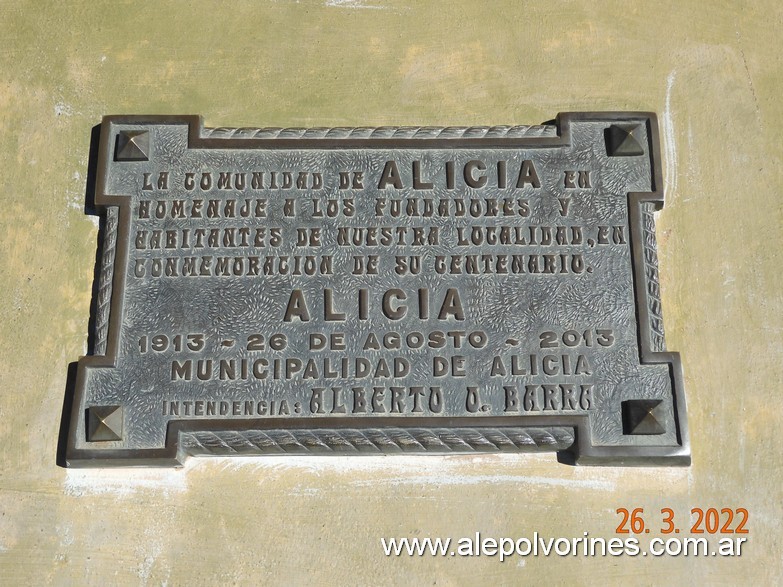 LA COMUNIDAD DE ALICIA EN
HOMENAJE A LOS FUNDADORES Y
HABITANTES DE NUESTRA LOCALIDAD, EN
CONMEMORACION DE SU CENTENARIO.
ALICIA
1913 ~ 26 DE AGOSTO ~ 2013
MUNICIPALIDAD DE ALICIA
INTENDENCIA: ALBERTO O. BARRA
26. 3. 2022
www.alepolvorines.com.ar